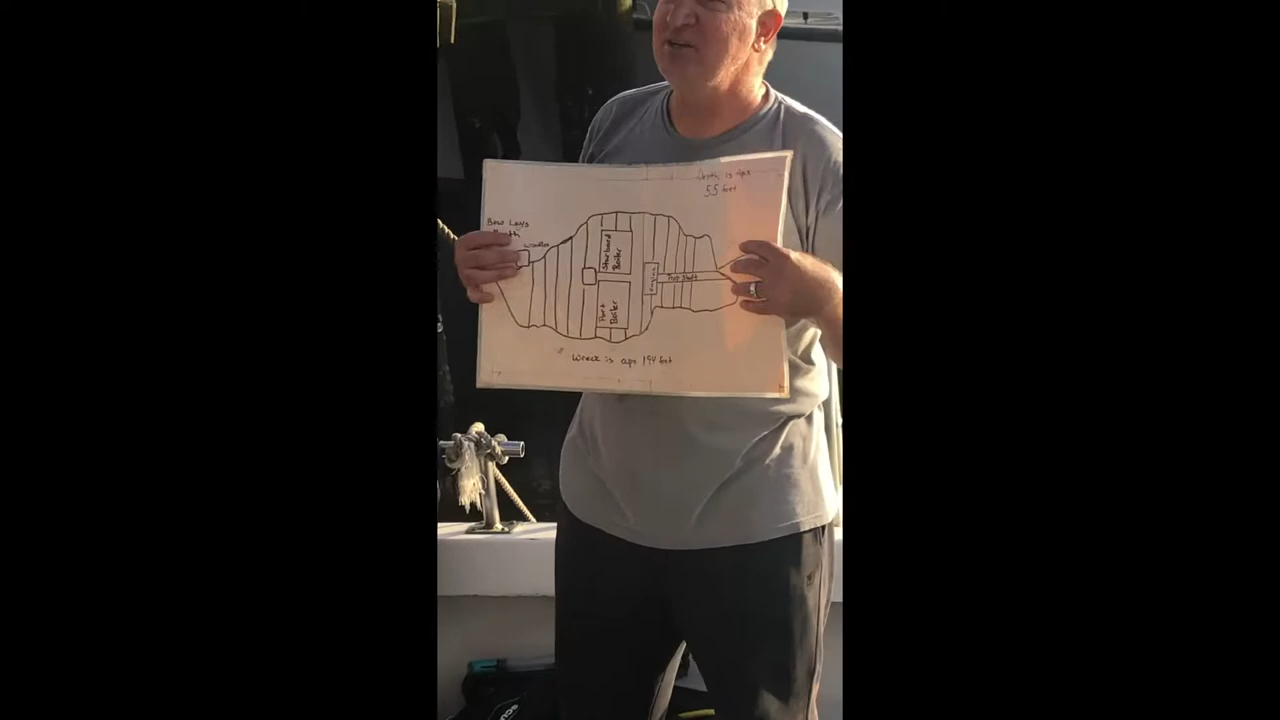 Depth is Apx
55 feet
Bow Lays
windlas
Starboard
Boiler
engine
Prop Shaft
Port
Boiler
Wreck is apx 194 feet